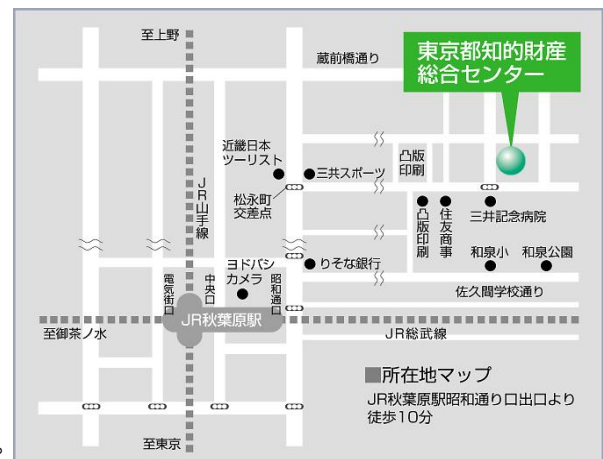 至上野
蔵前橋通り
東京都知的財産
総合センター
近畿日本
ツーリスト
三共スポーツ
凸版
印刷
JR山手線
松永町
交差点
凸版印刷
住友商事
三井記念病院
ヨドバシ
カメラ
りそな銀行
和泉小
和泉公園
電気街口
中央口
昭和通口
佐久間学校通り
JR秋葉原駅
至御茶ノ水
JR総武線
■所在地マップ
JR秋葉原駅昭和通り口出口より
徒歩10分
至東京